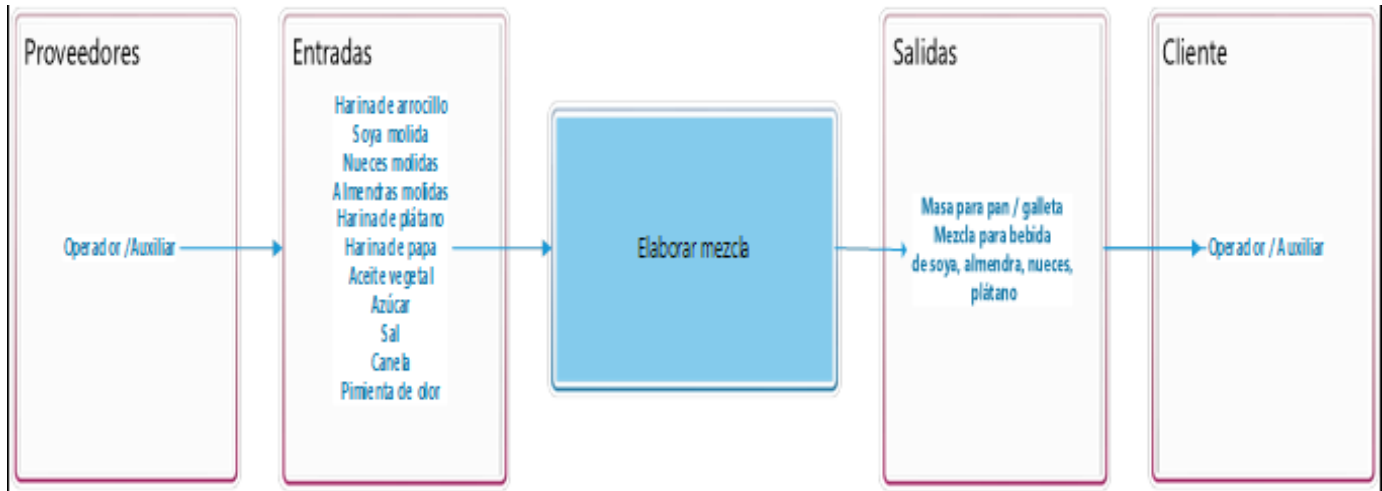 Proveedores
Operador / Auxiliar
Entradas
Harina de arrocillo
Soya molida
Nueces molidas
Almendras molidas
Harina de plátano
Harina de papa
Aceite vegetal
Azúcar
Sal
Canela
Pimienta de olor
Elaborar mezcla
Salidas
Masa para pan / galleta
Mezcla para bebida
de soya, almendra, nueces,
plátano
Cliente
Operador / Auxiliar